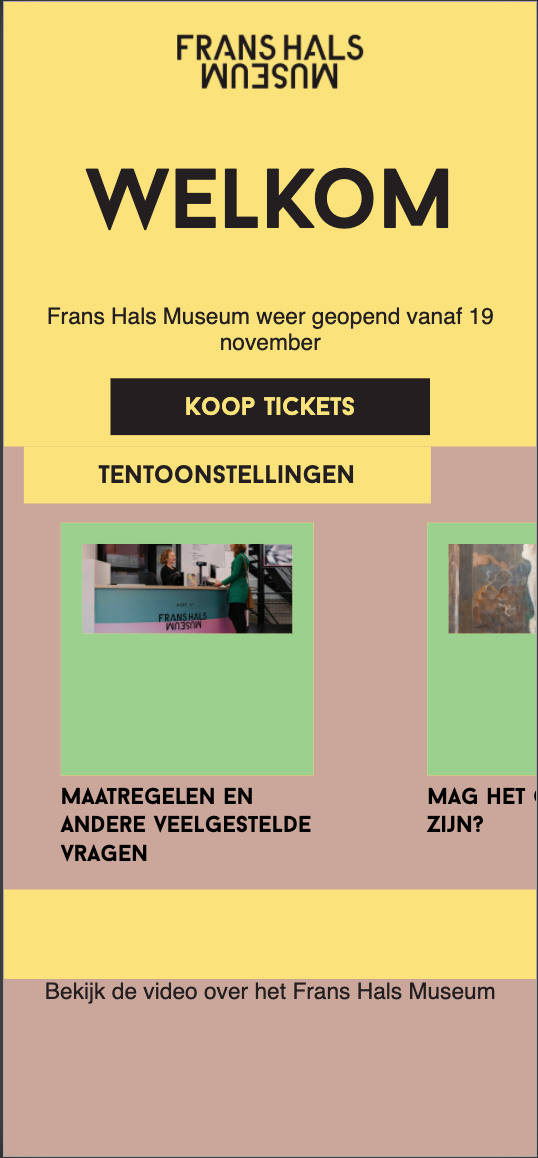 FRANS HALS
MUSEUM
WELKOM
Frans Hals Museum weer geopend vanaf 19
november
KOOP TICKETS
TENTOONSTELLINGEN
FRANS HALS
MUSEUM
MAATREGELEN EN
ANDERE VEELGESTELDE
VRAGEN
MAG HET
ZIJN?
Bekijk de video over het Frans Hals Museum